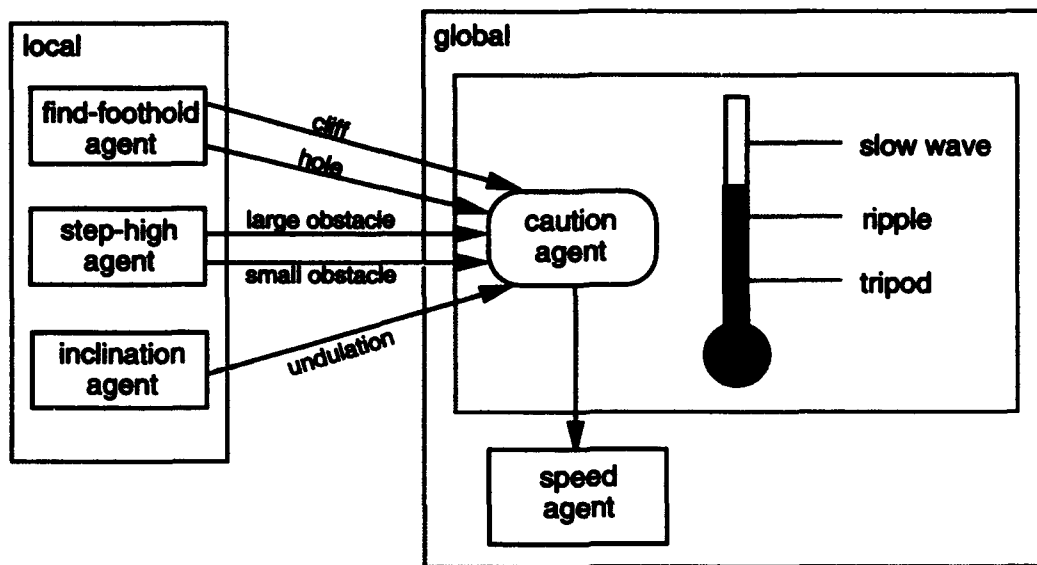 local
find-foothold
agent
step-high
agent
inclination
agent
cliff
hole
large obstacle
small obstacle
undulation
global
caution
agent
slow wave
ripple
tripod
speed
agent